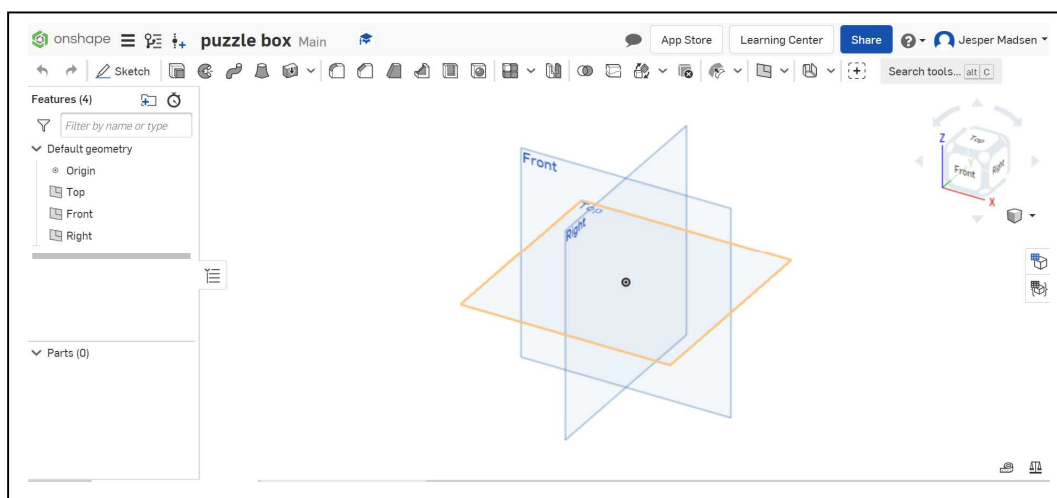 onshape puzzle box Main App Store Learning Center Share Jesper Madsen
Sketch Search tools... alt C
Features (4)
Filter by name or type
Default geometry
Origin
Top
Front
Right
Parts (0)
Front
Top
Right
Z
Top
Y
Front
Right
X